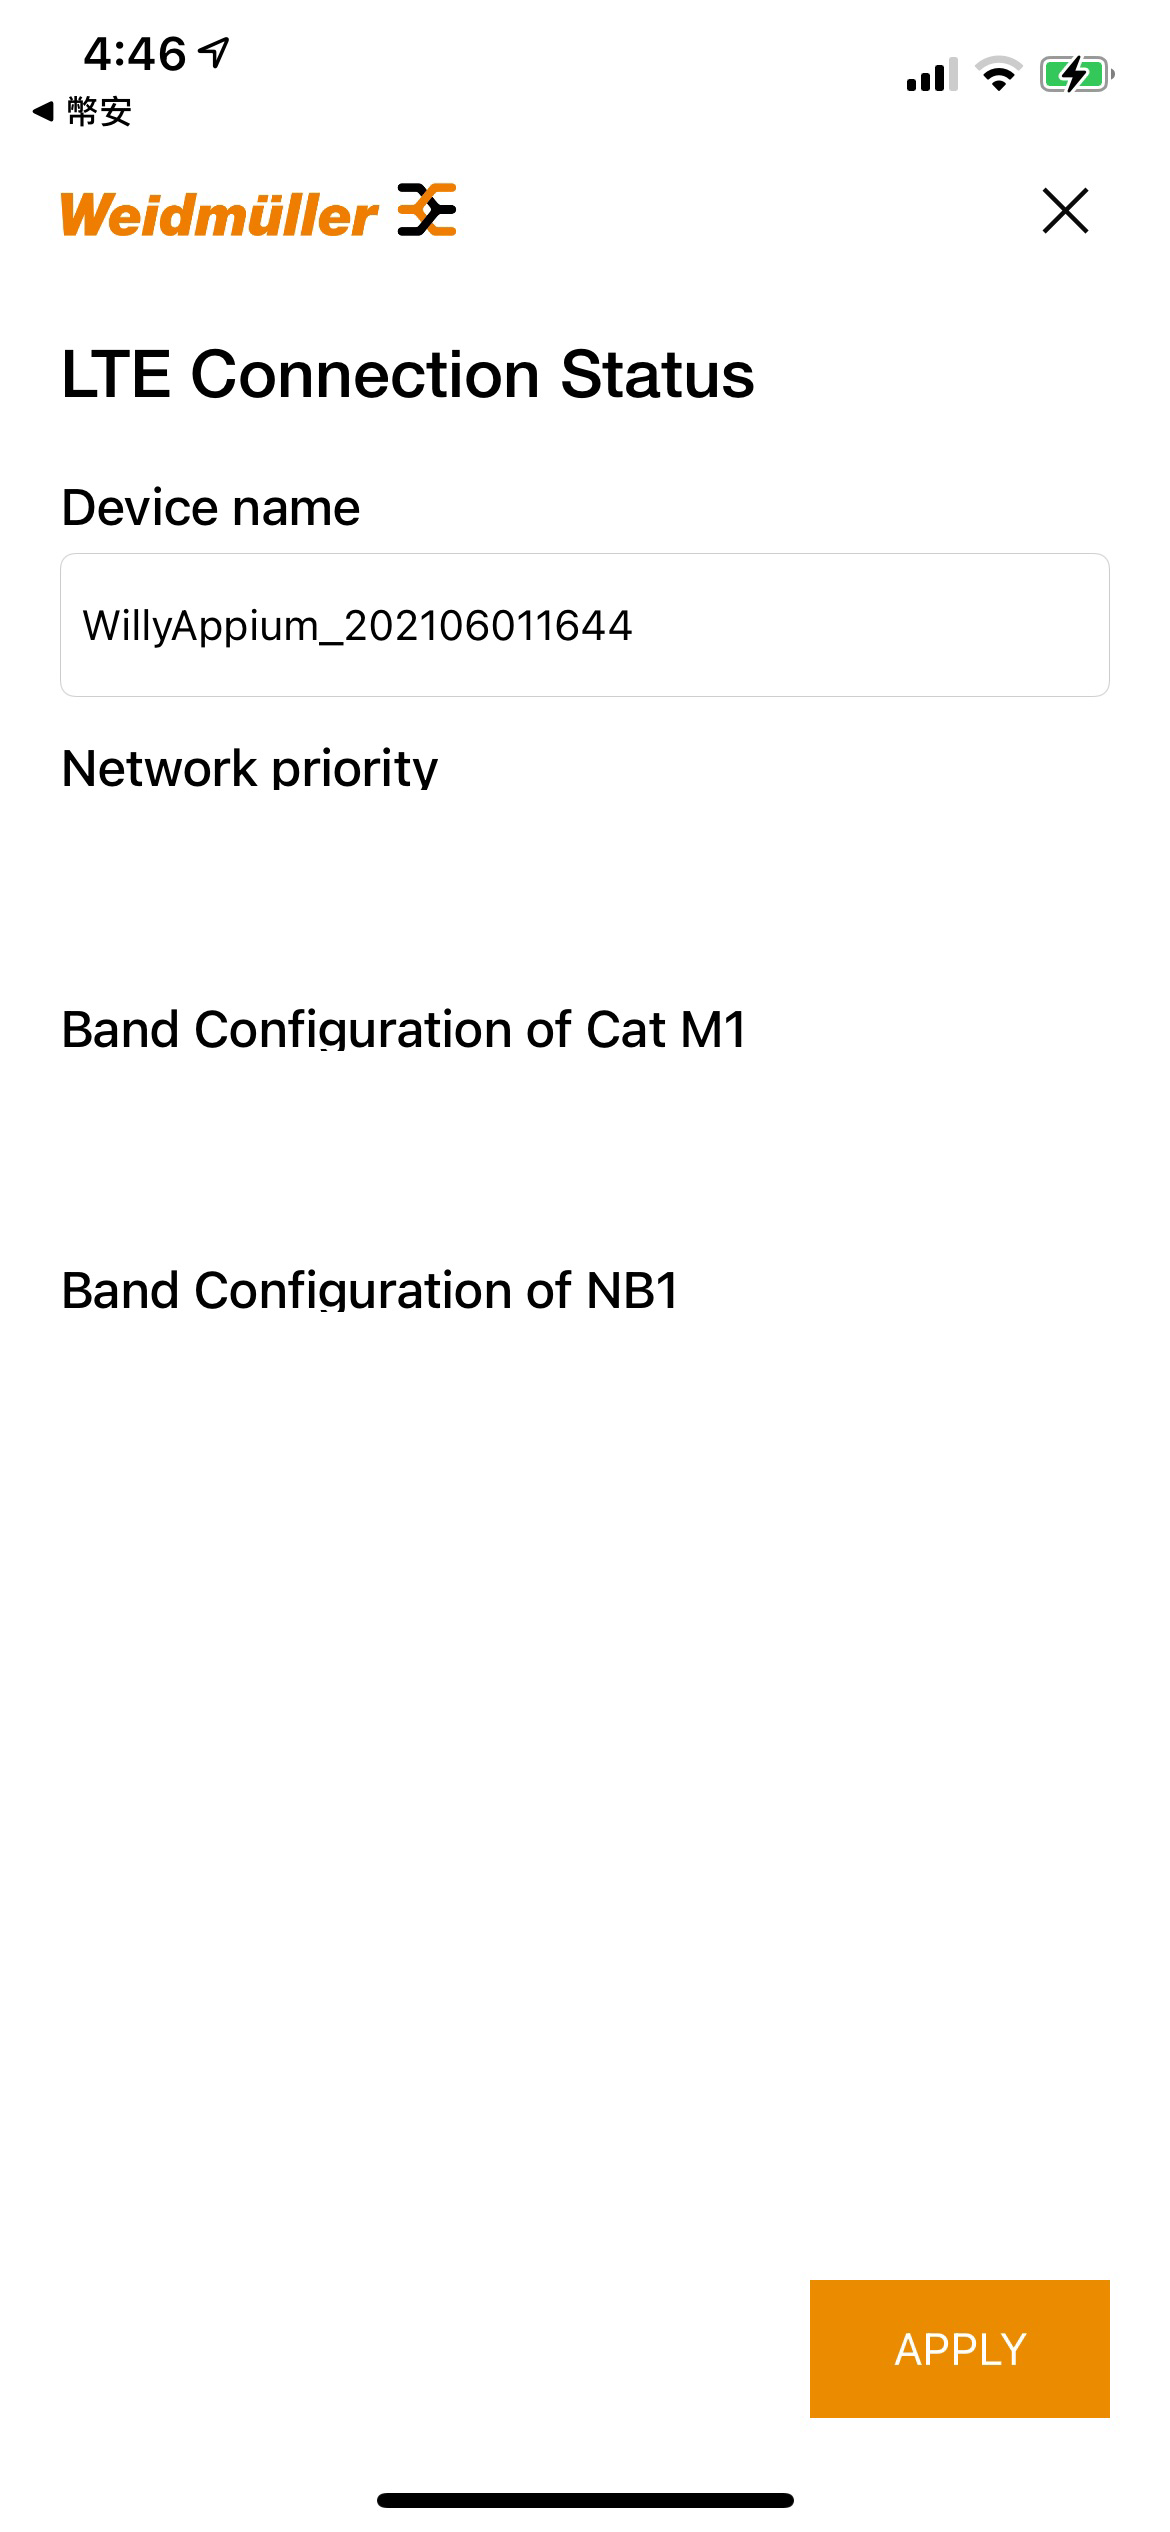 4:46
幣安
Weidmüller
LTE Connection Status
Device name
WillyAppium_202106011644
Network priority
Band Configuration of Cat M1
Band Configuration of NB1
APPLY